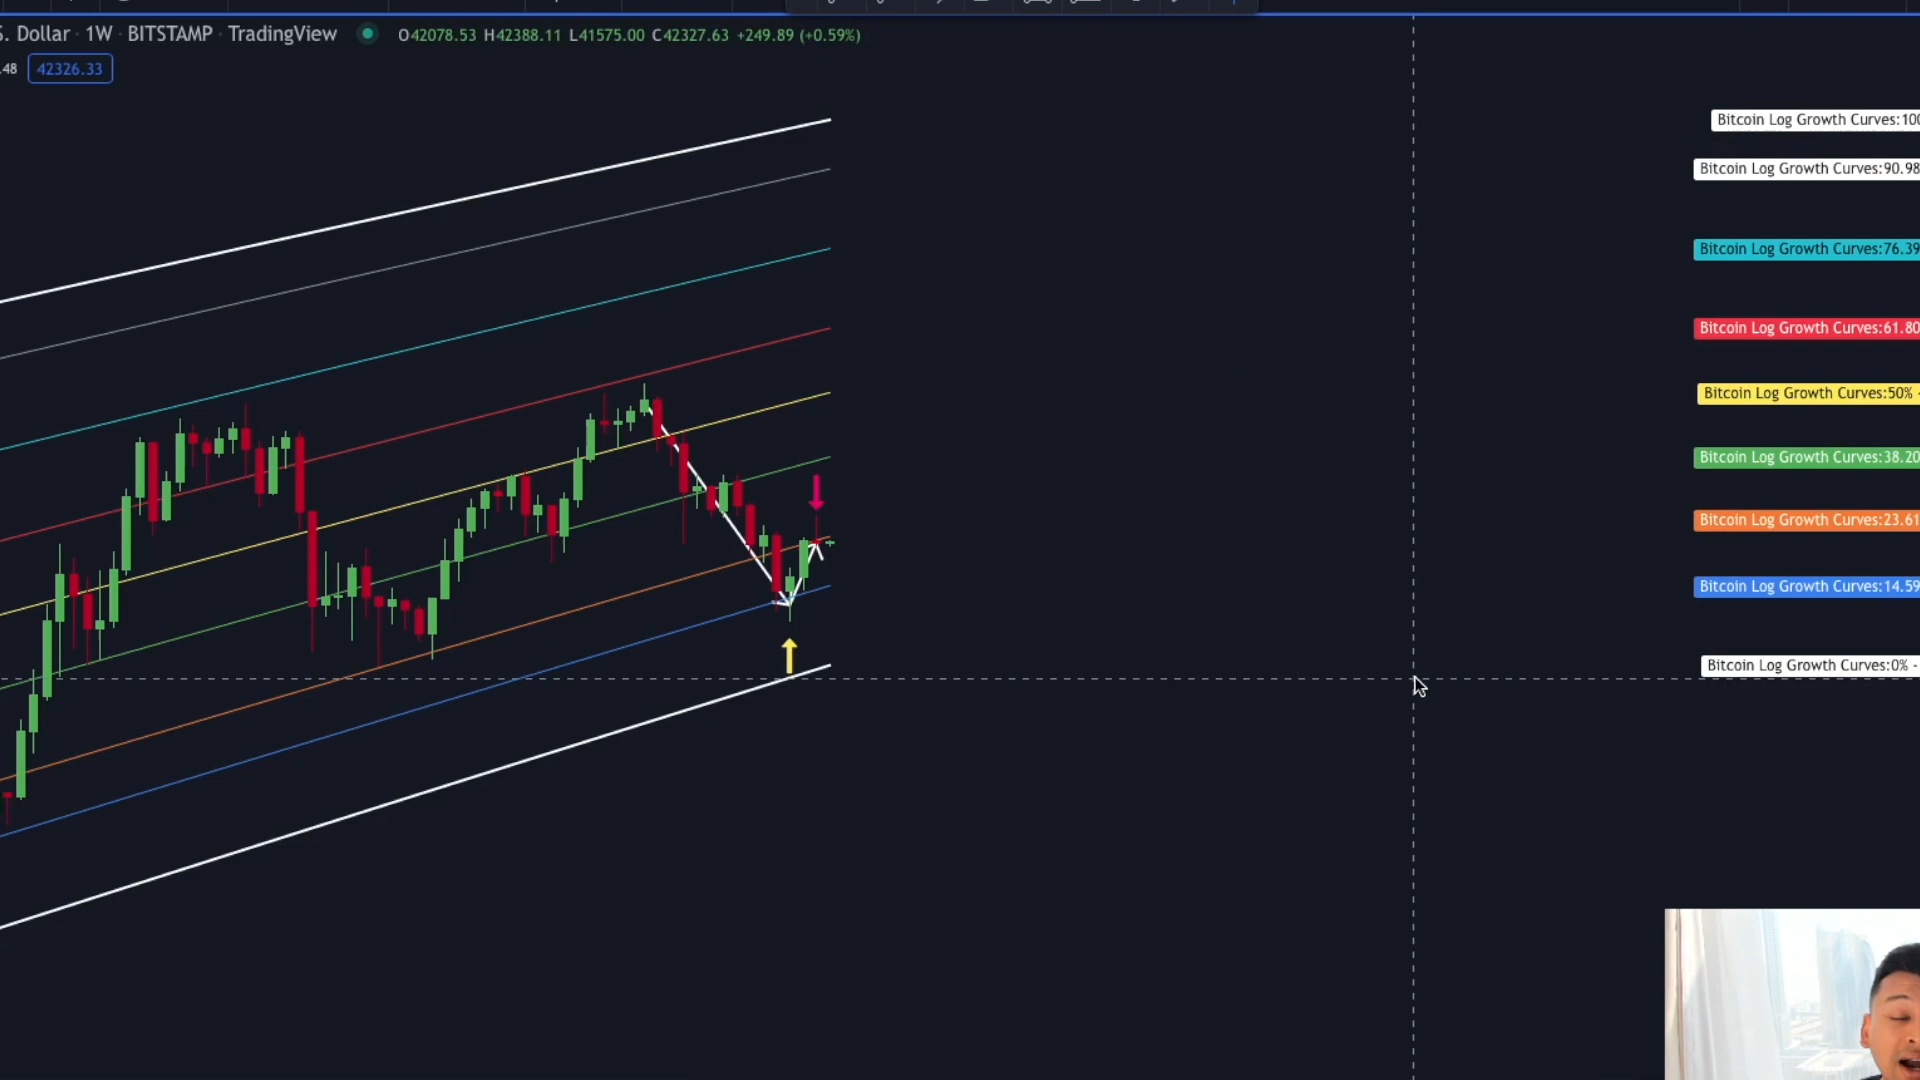 S. Dollar · 1W · BITSTAMP · TradingView O42078.53 H42388.11 L41575.00 C42327.63 +249.89 (+0.59%)
.48 42326.33
Bitcoin Log Growth Curves:100
Bitcoin Log Growth Curves:90.98
Bitcoin Log Growth Curves:76.39
Bitcoin Log Growth Curves:61.80
Bitcoin Log Growth Curves:50% -
Bitcoin Log Growth Curves:38.20
Bitcoin Log Growth Curves:23.61
Bitcoin Log Growth Curves:14.59
Bitcoin Log Growth Curves:0% -